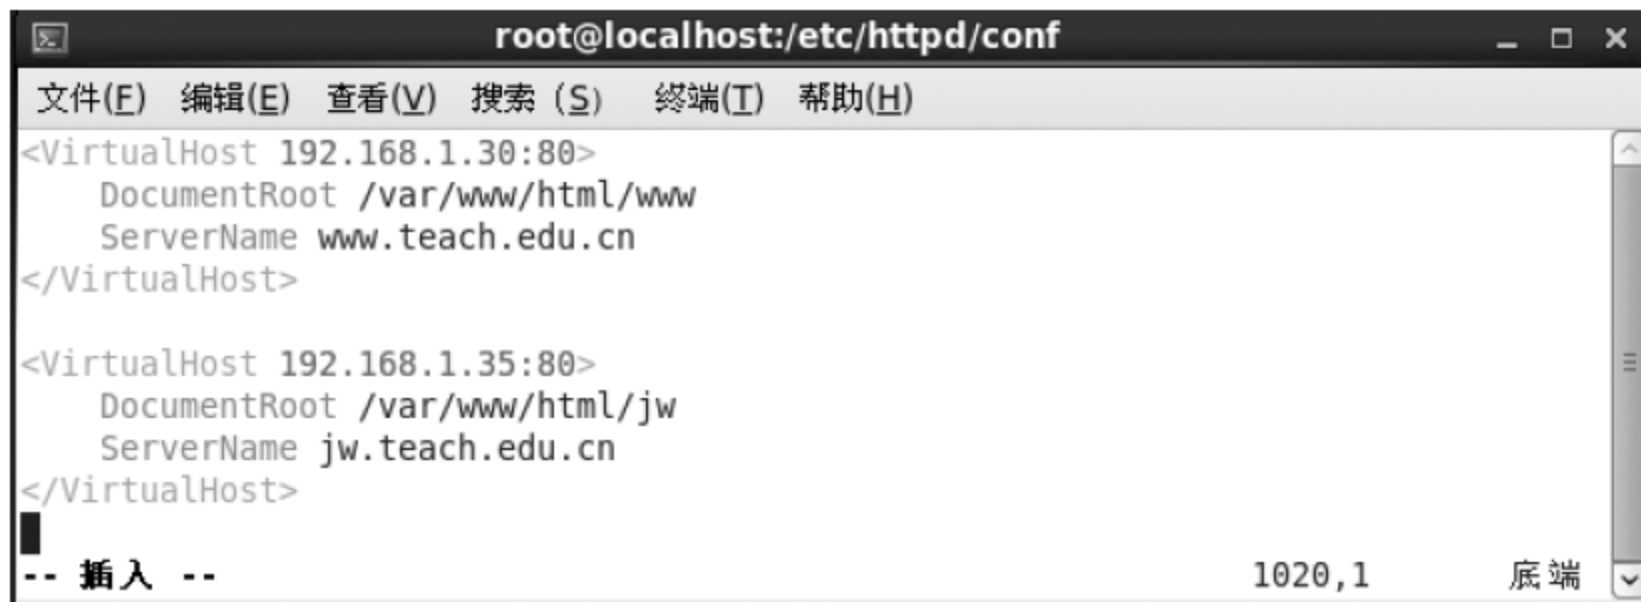 root@localhost:/etc/httpd/conf
文件(F) 编辑(E) 查看(V) 搜索 (S) 终端(T) 帮助(H)
<VirtualHost 192.168.1.30:80>
    DocumentRoot /var/www/html/www
    ServerName www.teach.edu.cn
</VirtualHost>

<VirtualHost 192.168.1.35:80>
    DocumentRoot /var/www/html/jw
    ServerName jw.teach.edu.cn
</VirtualHost>
-- 插入 -- 1020,1 底端